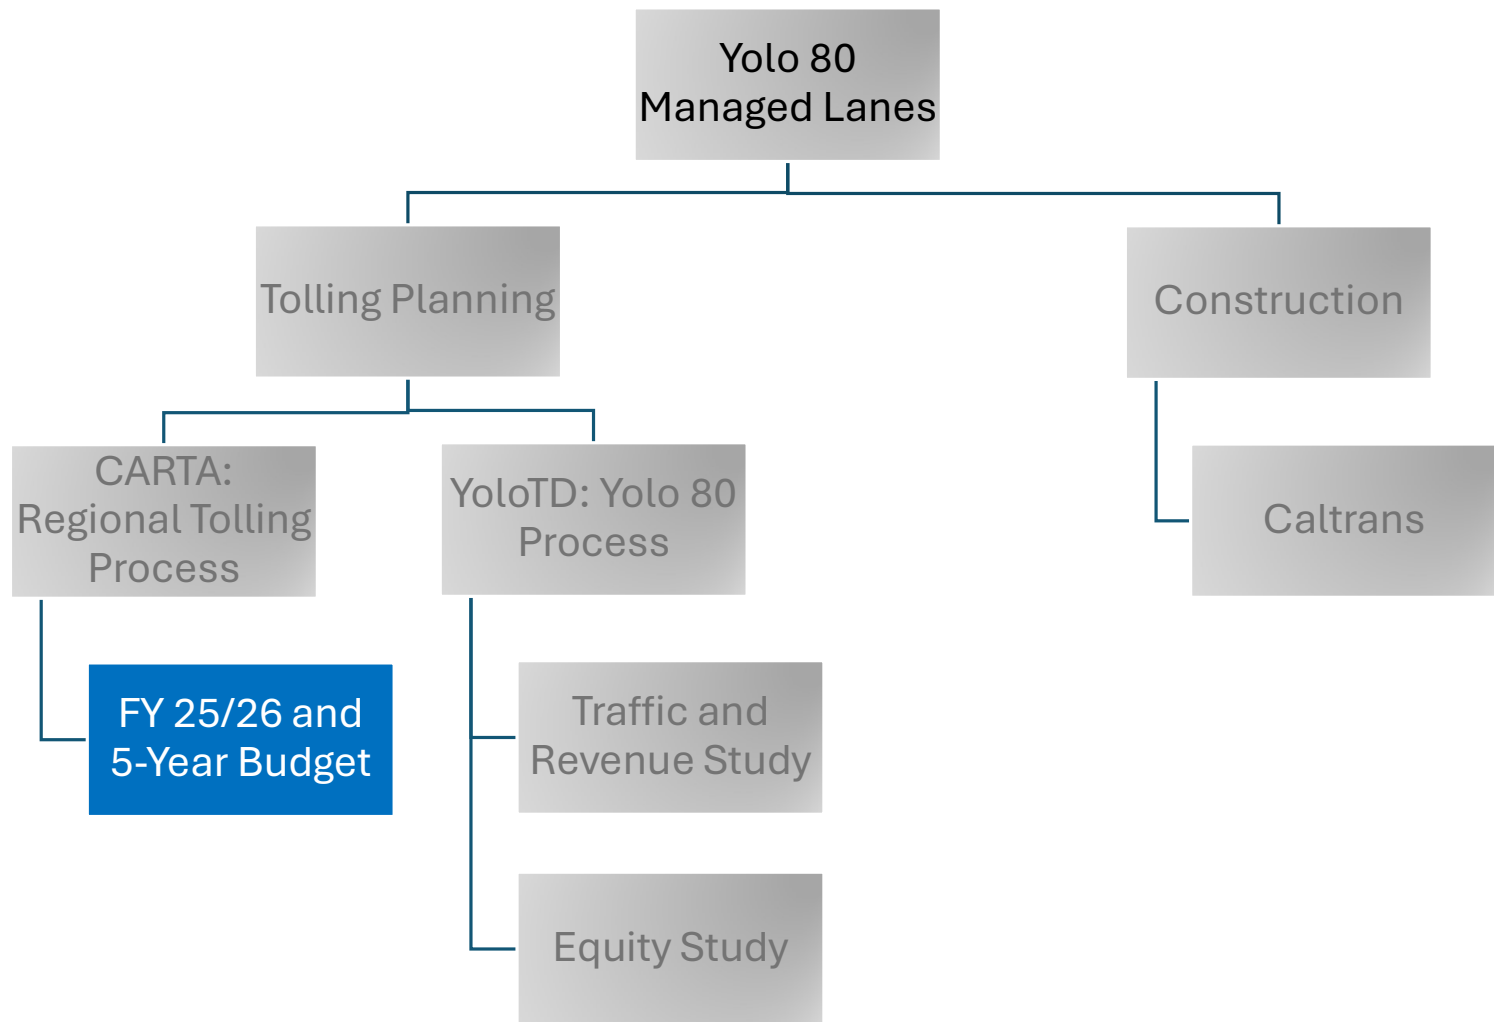 Yolo 80
Managed Lanes
Tolling Planning
Construction
CARTA:
Regional Tolling
Process
YoloTD: Yolo 80
Process
Caltrans
FY 25/26 and
5-Year Budget
Traffic and
Revenue Study
Equity Study